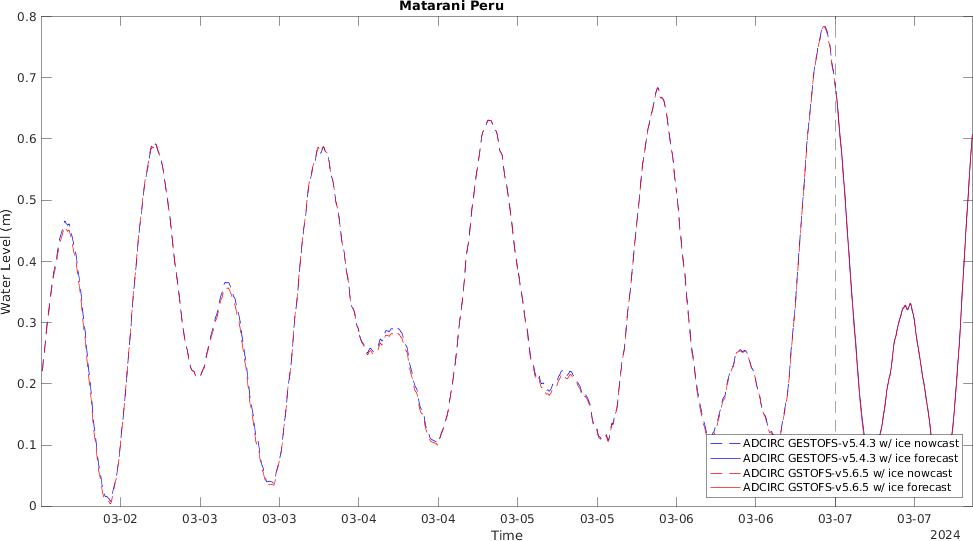 Matarani Peru
0.8
0.7
0.6
0.5
0.4
0.3
0.2
0.1
0
Water Level (m)
ADCIRC GESTOFS-v5.4.3 w/ ice nowcast
ADCIRC GESTOFS-v5.4.3 w/ ice forecast
ADCIRC GSTOFS-v5.6.5 w/ ice nowcast
ADCIRC GSTOFS-v5.6.5 w/ ice forecast
03-02 03-03 03-03 03-04 03-04 03-05 03-05 03-06 03-06 03-07 03-07
Time
2024